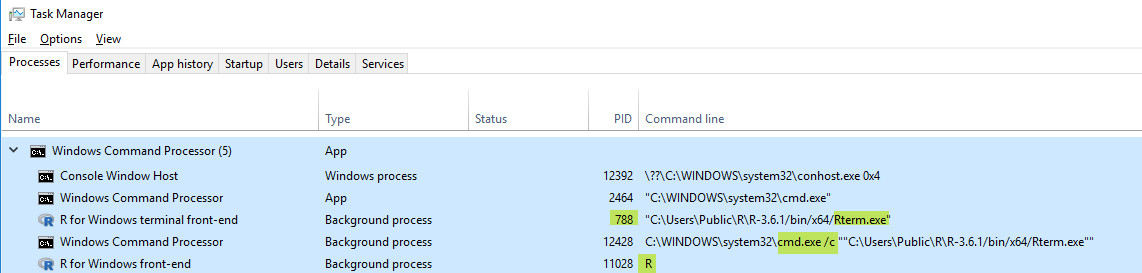 Task Manager
File Options View
Processes Performance App history Startup Users Details Services
Name Type Status PID Command line
Windows Command Processor (5) App
Console Window Host Windows process 12392 \??\C:\WINDOWS\system32\conhost.exe 0x4
Windows Command Processor App 2464 "C:\WINDOWS\system32\cmd.exe"
R for Windows terminal front-end Background process 788 "C:\Users\Public\R\R-3.6.1/bin/x64/Rterm.exe"
Windows Command Processor Background process 12428 C:\WINDOWS\system32\cmd.exe /c ""C:\Users\Public\R\R-3.6.1/bin/x64/Rterm.exe""
R for Windows front-end Background process 11028 R